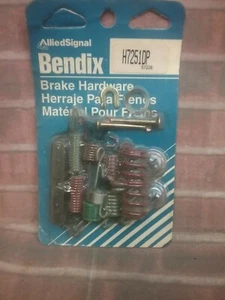 AlliedSignal
Bendix
H7251DP
Brake Hardware
Herraje Para Frenos
Matériel Pour Freins